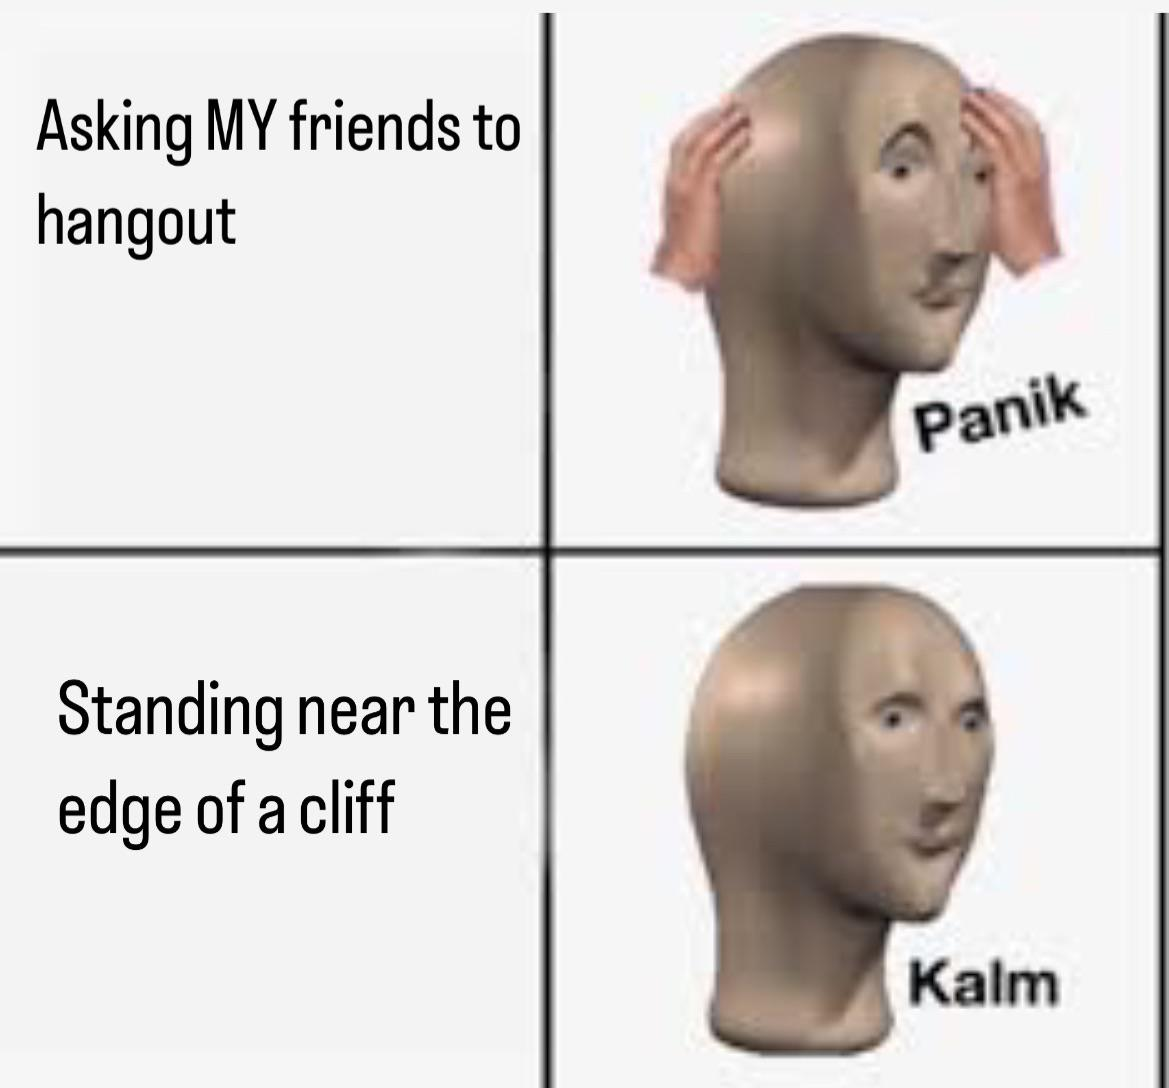 Asking MY friends to
hangout
Panik
Standing near the
edge of a cliff
Kalm